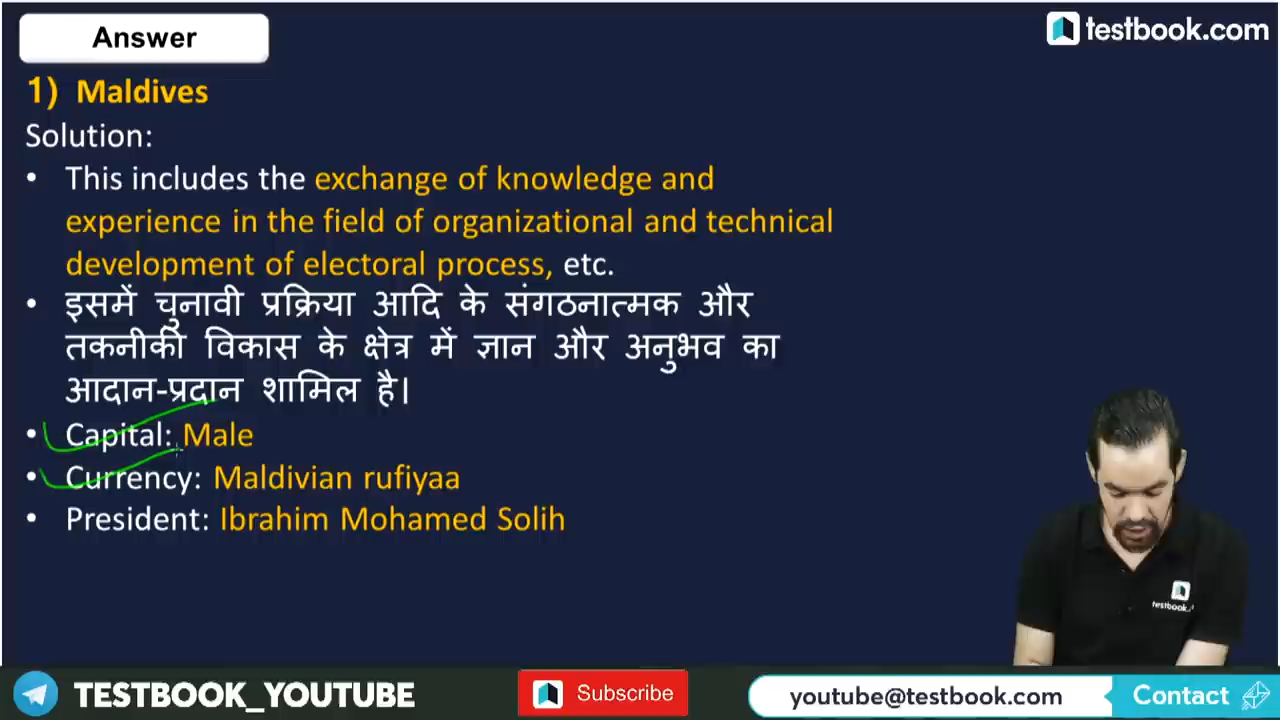 Answer
testbook.com
1) Maldives
Solution:
• This includes the exchange of knowledge and
experience in the field of organizational and technical
development of electoral process, etc.
• इसमें चुनावी प्रक्रिया आदि के संगठनात्मक और
तकनीकी विकास के क्षेत्र में ज्ञान और अनुभव का
आदान-प्रदान शामिल है।
• Capital: Male
• Currency: Maldivian rufiyaa
• President: Ibrahim Mohamed Solih
testbook.
TESTBOOK_YOUTUBE
Subscribe
youtube@testbook.com
Contact